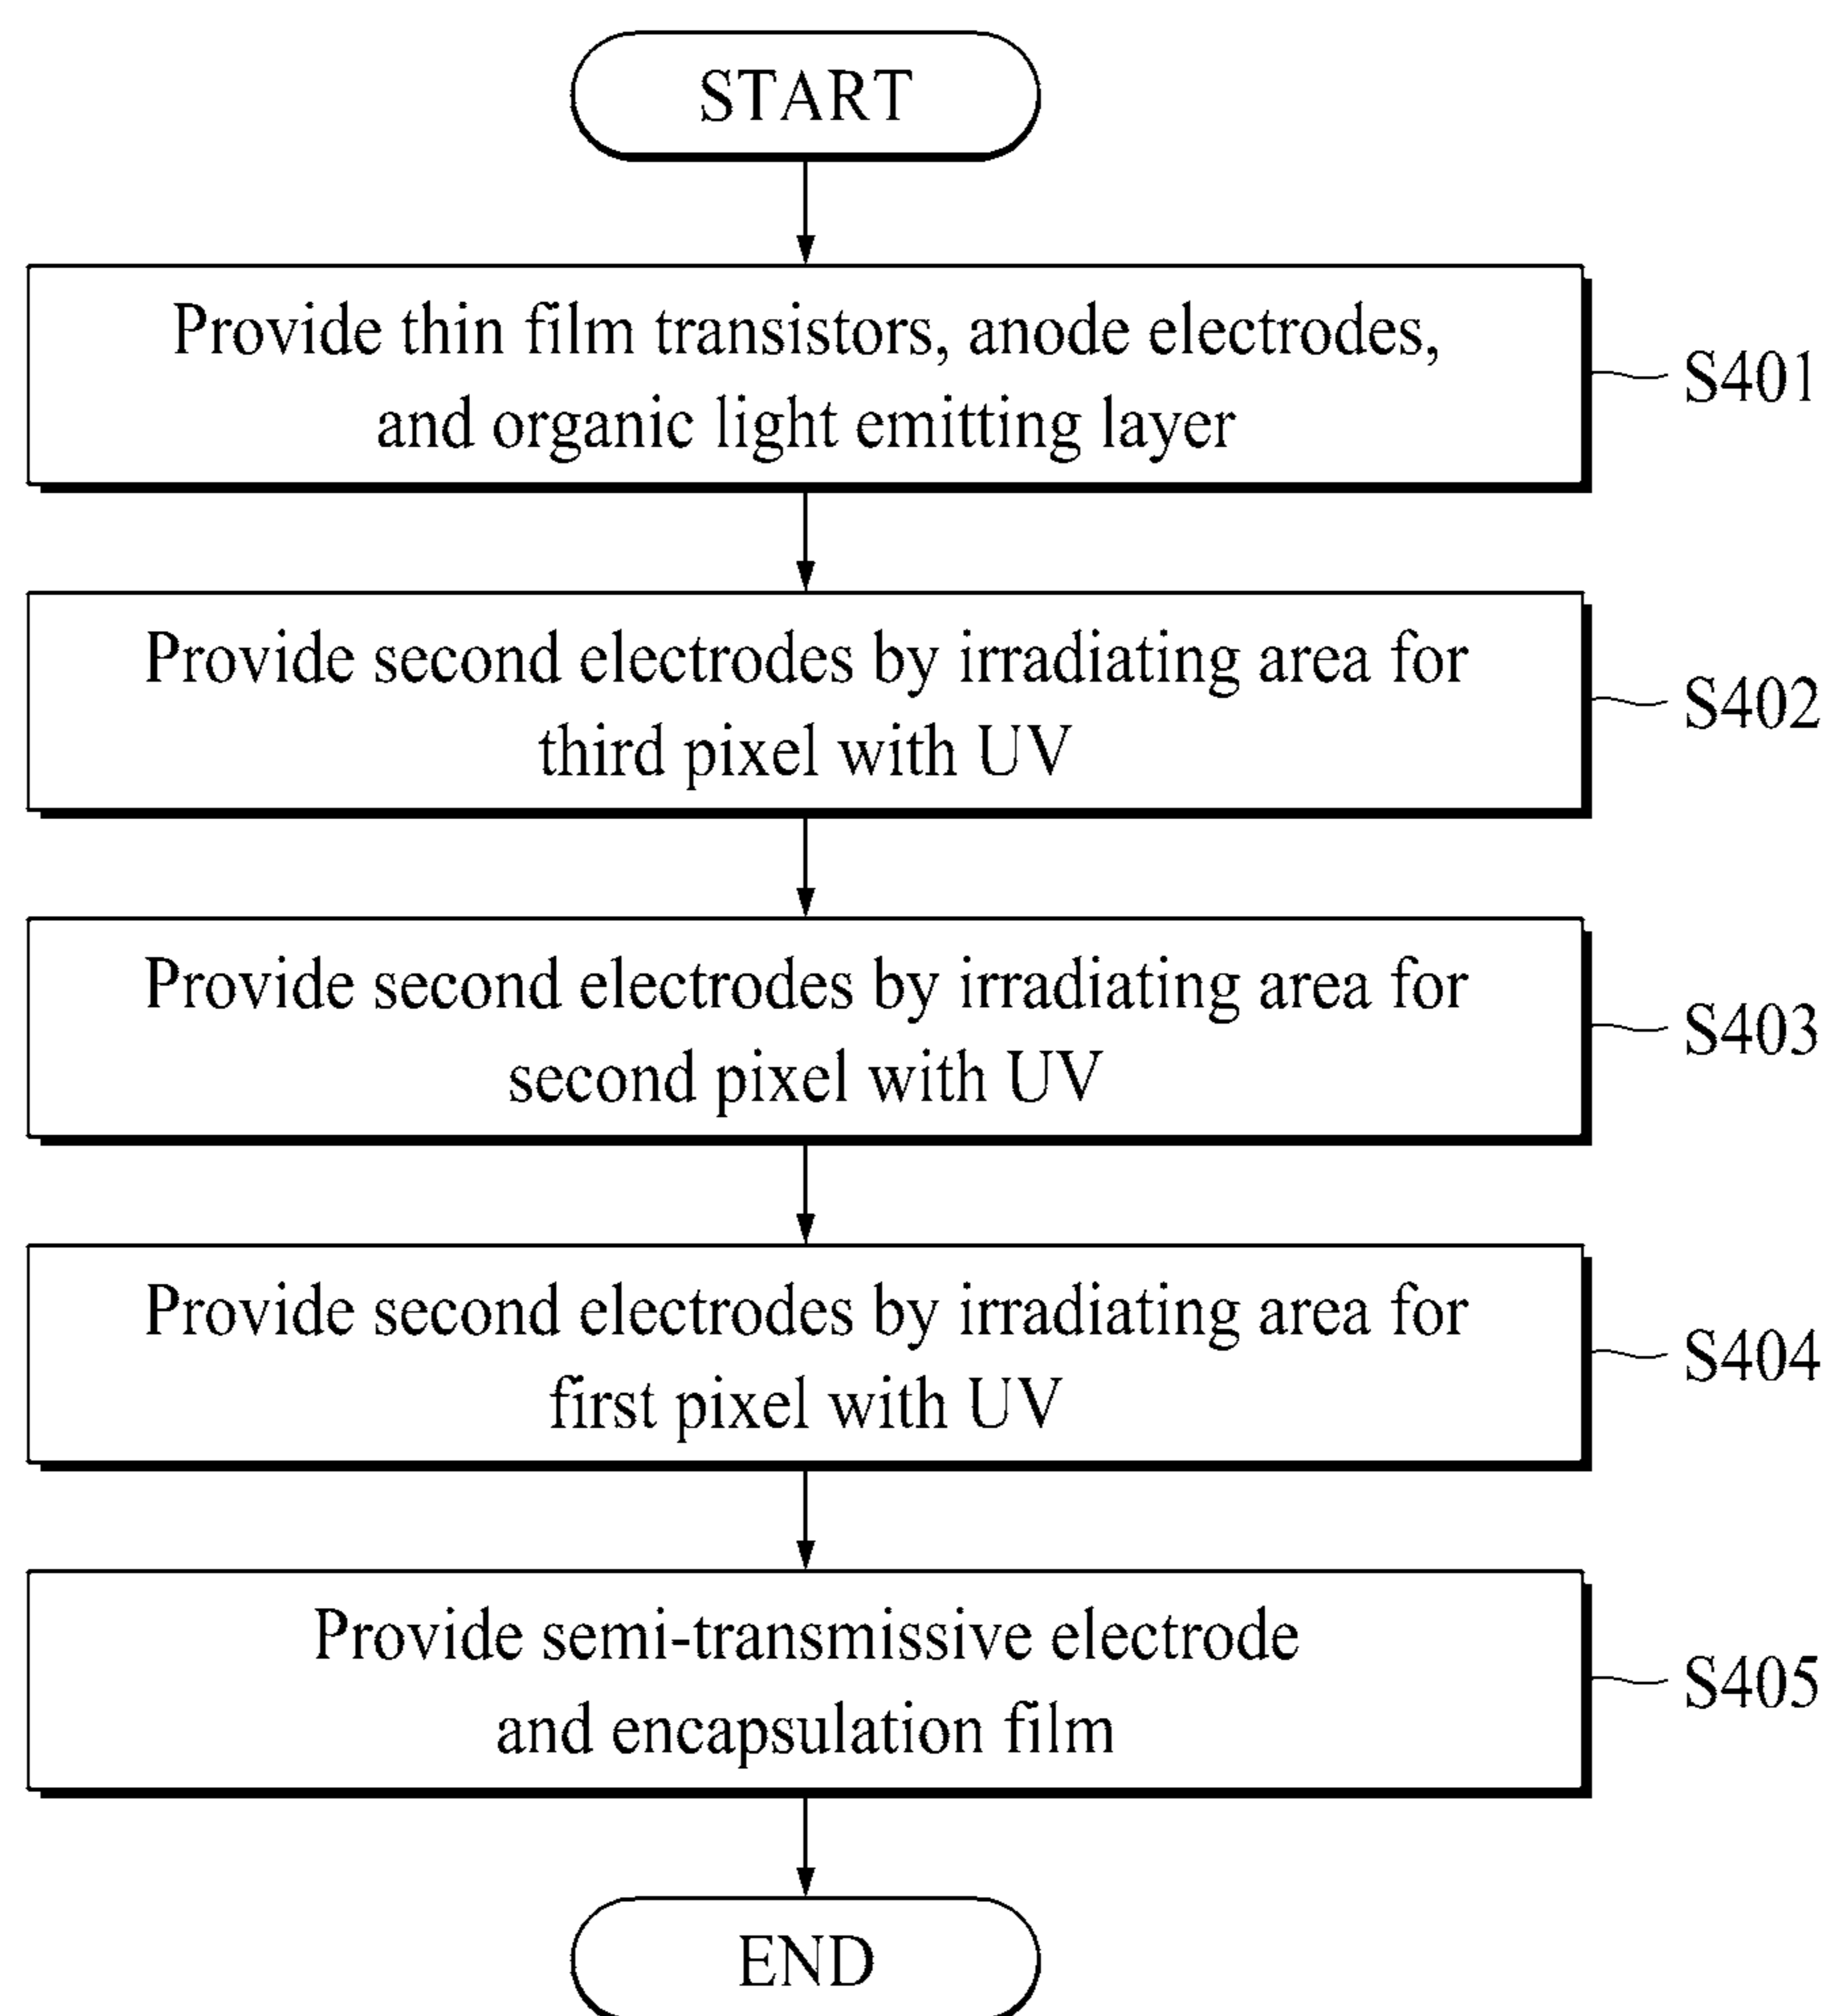 START
Provide thin film transistors, anode electrodes,
and organic light emitting layer
S401
Provide second electrodes by irradiating area for
third pixel with UV
S402
Provide second electrodes by irradiating area for
second pixel with UV
S403
Provide second electrodes by irradiating area for
first pixel with UV
S404
Provide semi-transmissive electrode
and encapsulation film
S405
END